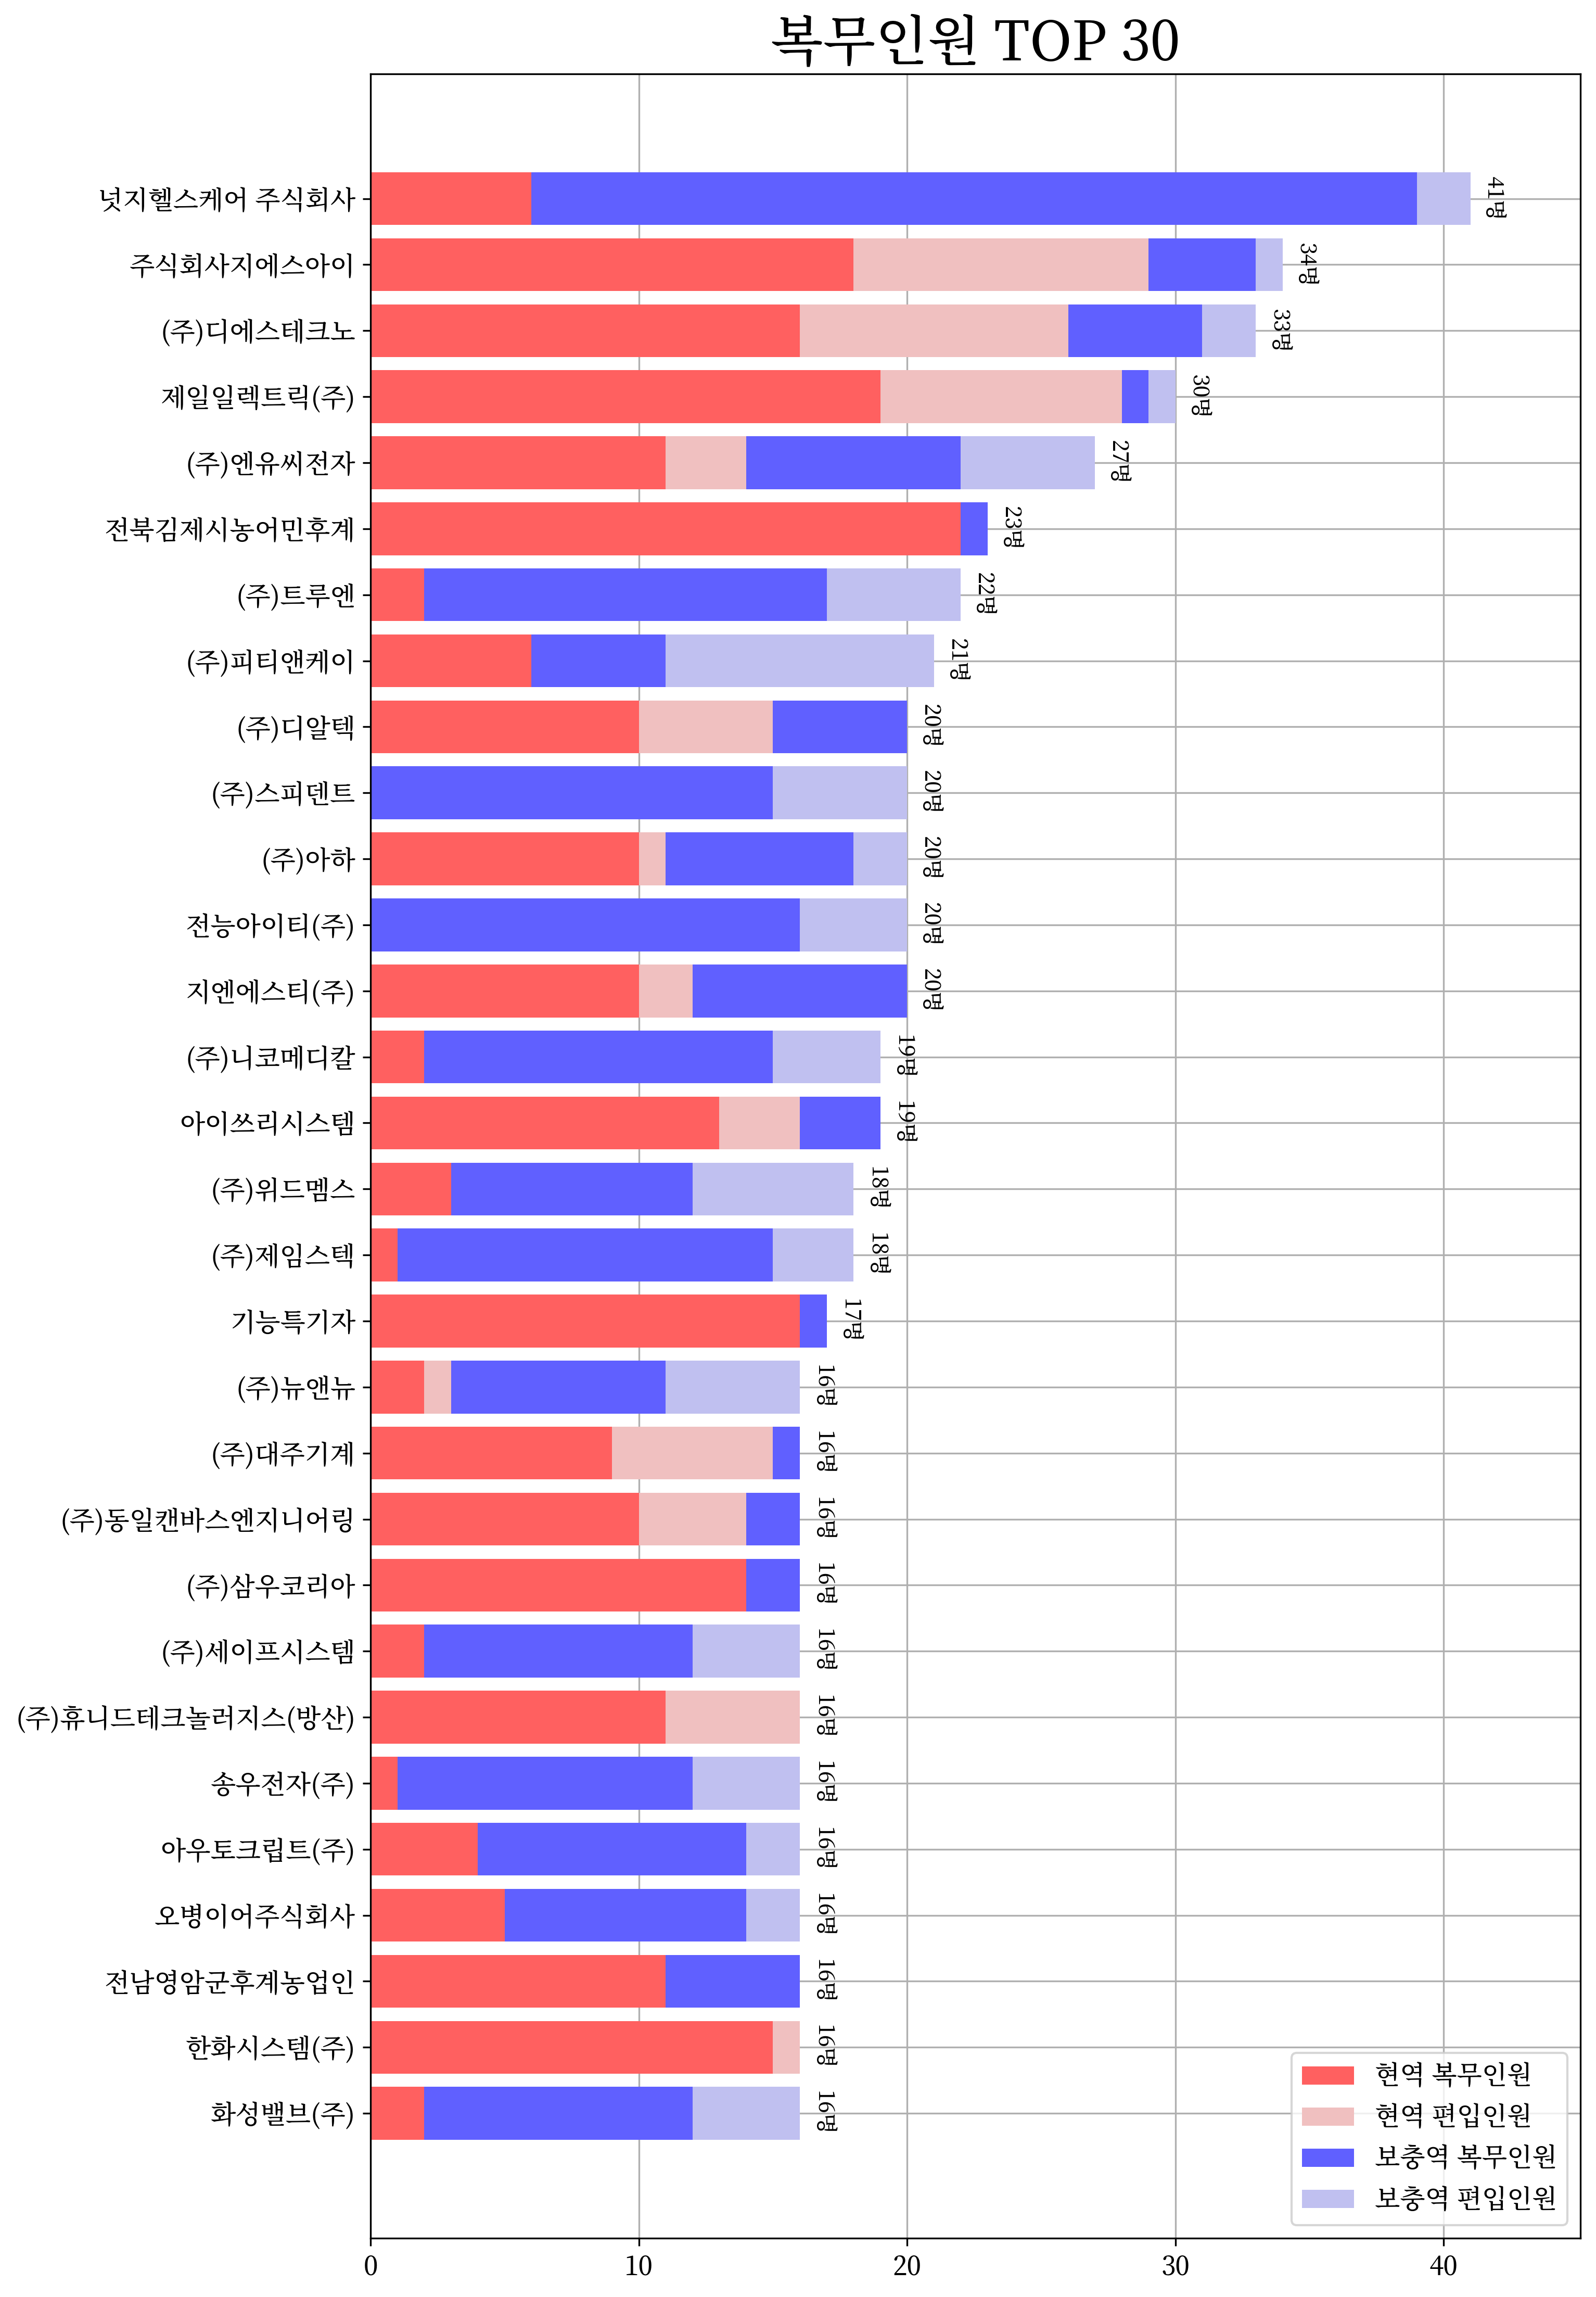 복무인원 TOP 30
넛지헬스케어 주식회사 41명
주식회사지에스아이 34명
(주)디에스테크노 33명
제일일렉트릭(주) 30명
(주)엔유씨전자 27명
전북김제시농어민후계 23명
(주)트루엔 22명
(주)피티앤케이 21명
(주)디알텍 20명
(주)스피덴트 20명
(주)아하 20명
전능아이티(주) 20명
지엔에스티(주) 20명
(주)니코메디칼 19명
아이쓰리시스템 19명
(주)위드멤스 18명
(주)제임스텍 18명
기능특기자 17명
(주)뉴앤뉴 16명
(주)대주기계 16명
(주)동일캔바스엔지니어링 16명
(주)삼우코리아 16명
(주)세이프시스템 16명
(주)휴니드테크놀러지스(방산) 16명
송우전자(주) 16명
아우토크립트(주) 16명
오병이어주식회사 16명
전남영암군후계농업인 16명
한화시스템(주) 16명
화성밸브(주) 16명
현역 복무인원
현역 편입인원
보충역 복무인원
보충역 편입인원
0 10 20 30 40